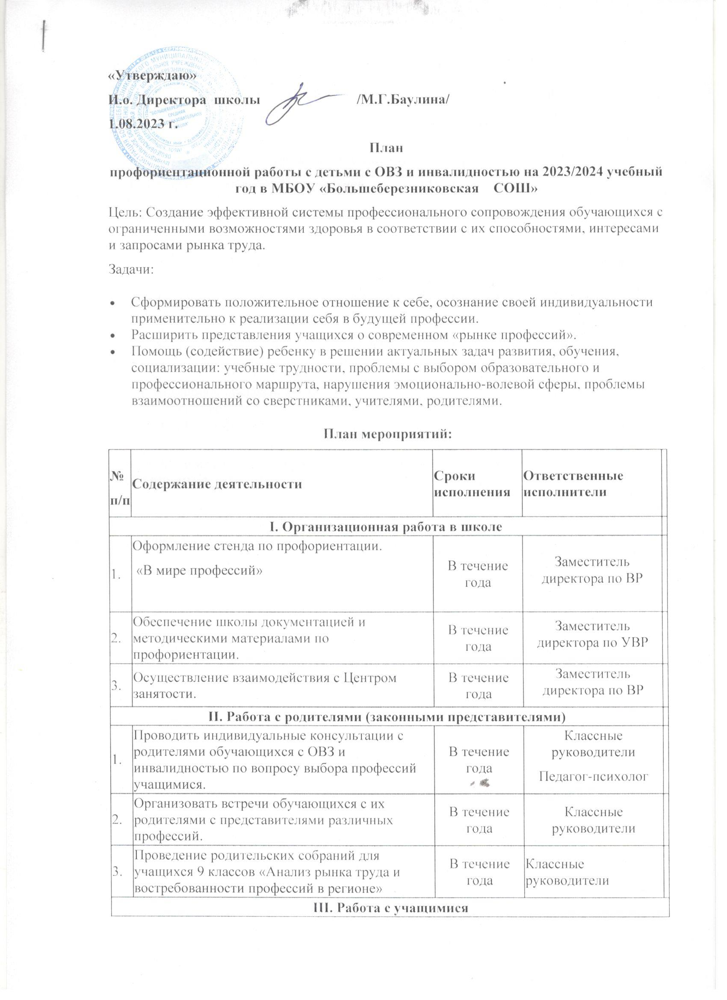 «Утверждаю»
И.о. Директора школы /М.Г.Баулина/
1.08.2023 г.
План
профориентационной работы с детьми с ОВЗ и инвалидностью на 2023/2024 учебный
год в МБОУ «Большеберезниковская СОШ»
Цель: Создание эффективной системы профессионального сопровождения обучающихся с
ограниченными возможностями здоровья в соответствии с их способностями, интересами
и запросами рынка труда.
Задачи:
• Сформировать положительное отношение к себе, осознание своей индивидуальности
применительно к реализации себя в будущей профессии.
• Расширить представления учащихся о современном «рынке профессий».
• Помощь (содействие) ребенку в решении актуальных задач развития, обучения,
социализации: учебные трудности, проблемы с выбором образовательного и
профессионального маршрута, нарушения эмоционально-волевой сферы, проблемы
взаимоотношений со сверстниками, учителями, родителями.
План мероприятий:
№
п/п
Содержание деятельности
Сроки
исполнения
Ответственные
исполнители
I. Организационная работа в школе
1.
Оформление стенда по профориентации.
«В мире профессий»
В течение
года
Заместитель
директора по ВР
2.
Обеспечение школы документацией и
методическими материалами по
профориентации.
В течение
года
Заместитель
директора по УВР
3.
Осуществление взаимодействия с Центром
занятости.
В течение
года
Заместитель
директора по ВР
II. Работа с родителями (законными представителями)
1.
Проводить индивидуальные консультации с
родителями обучающихся с ОВЗ и
инвалидностью по вопросу выбора профессий
учащимися.
В течение
года
Классные
руководители
Педагог-психолог
2.
Организовать встречи обучающихся с их
родителями с представителями различных
профессий.
В течение
года
Классные
руководители
3.
Проведение родительских собраний для
учащихся 9 классов «Анализ рынка труда и
востребованности профессий в регионе»
В течение
года
Классные
руководители
III. Работа с учащимися